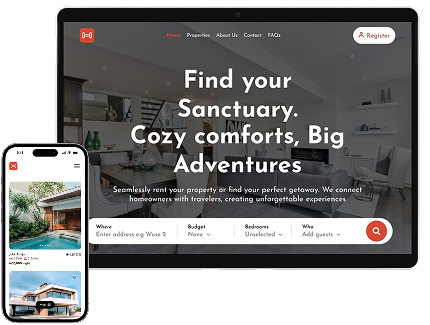 Home Properties About Us Contact FAQs
Register
Find your
Sanctuary.
Cozy comforts, Big
Adventures
Seamlessly rent your property or find your perfect getaway. We connect
homeowners with travelers, creating unforgettable experiences
Where Budget Bedrooms Who
Enter address e.g Wuse 2 None Unselected Add guests